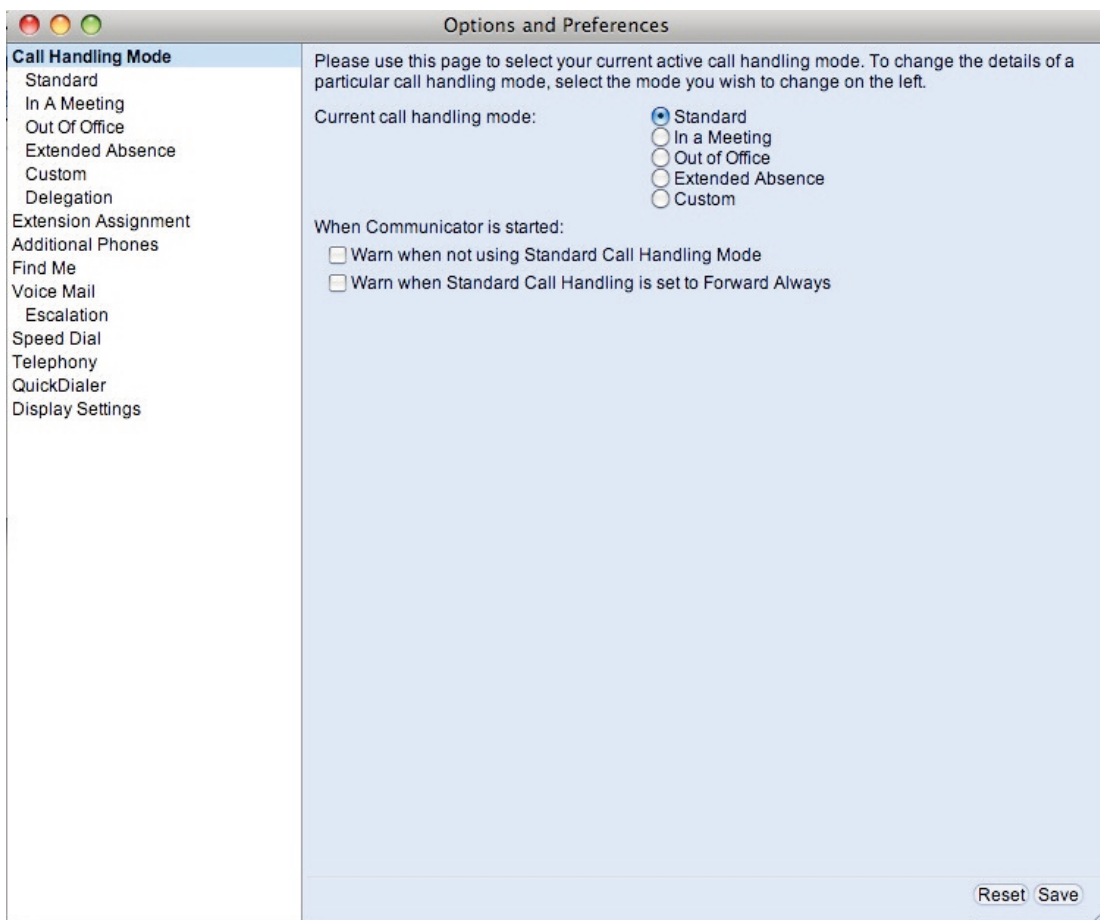 Options and Preferences
Call Handling Mode
Standard
In A Meeting
Out Of Office
Extended Absence
Custom
Delegation
Extension Assignment
Additional Phones
Find Me
Voice Mail
Escalation
Speed Dial
Telephony
QuickDialer
Display Settings
Please use this page to select your current active call handling mode. To change the details of a
particular call handling mode, select the mode you wish to change on the left.
Current call handling mode:
Standard
In a Meeting
Out of Office
Extended Absence
Custom
When Communicator is started:
Warn when not using Standard Call Handling Mode
Warn when Standard Call Handling is set to Forward Always
Reset Save